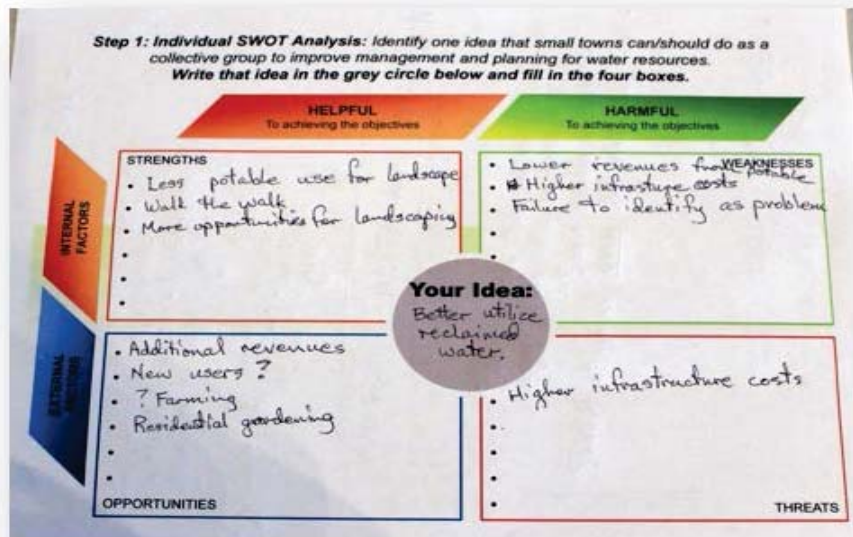 Step 1: Individual SWOT Analysis: Identify one idea that small towns can/should do as a
collective group to improve management and planning for water resources.
Write that idea in the grey circle below and fill in the four boxes.
HELPFUL
To achieving the objectives
HARMFUL
To achieving the objectives
INTERNAL
FACTORS
STRENGTHS
• Less potable use for landscape
• Walk the walk
• More opportunities for landscaping
•
•
•
WEAKNESSES
• Lower revenues from potable
• Higher infrasture costs
• Failure to identify as problem
•
•
•
Your Idea:
Better utilize
reclaimed
water.
EXTERNAL
FACTORS
• Additional revenues
• New users ?
• ? Farming
• Residential gardening
•
•
OPPORTUNITIES
• Higher infrastructure costs
•
•
•
•
THREATS